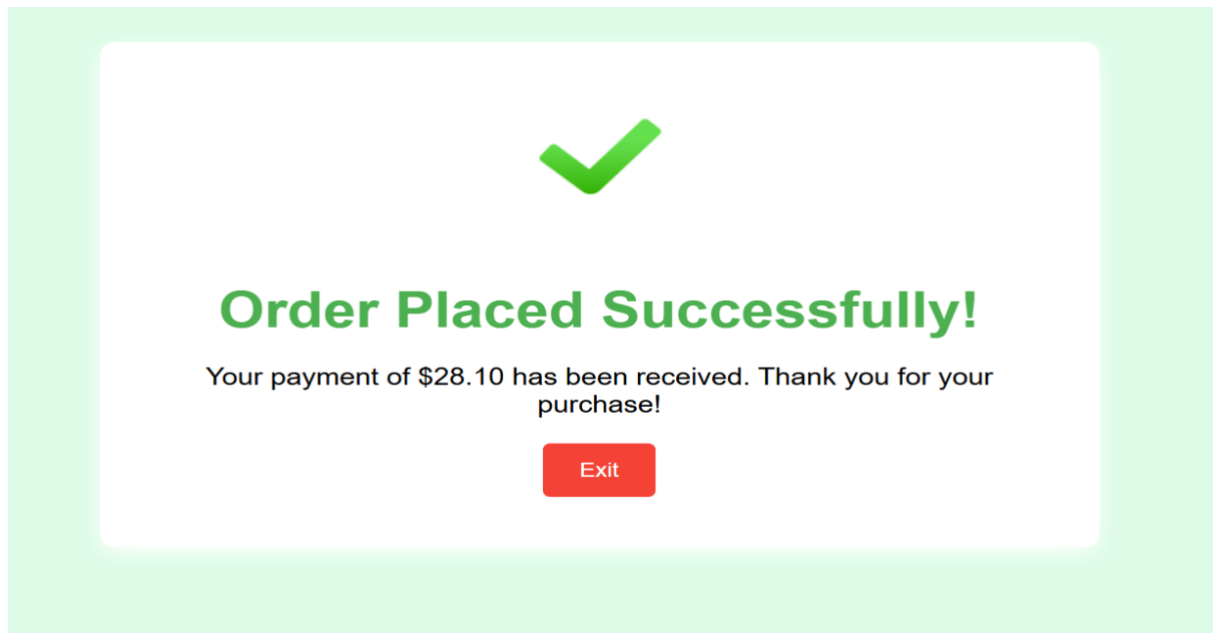 Order Placed Successfully!
Your payment of $28.10 has been received. Thank you for your
purchase!
Exit